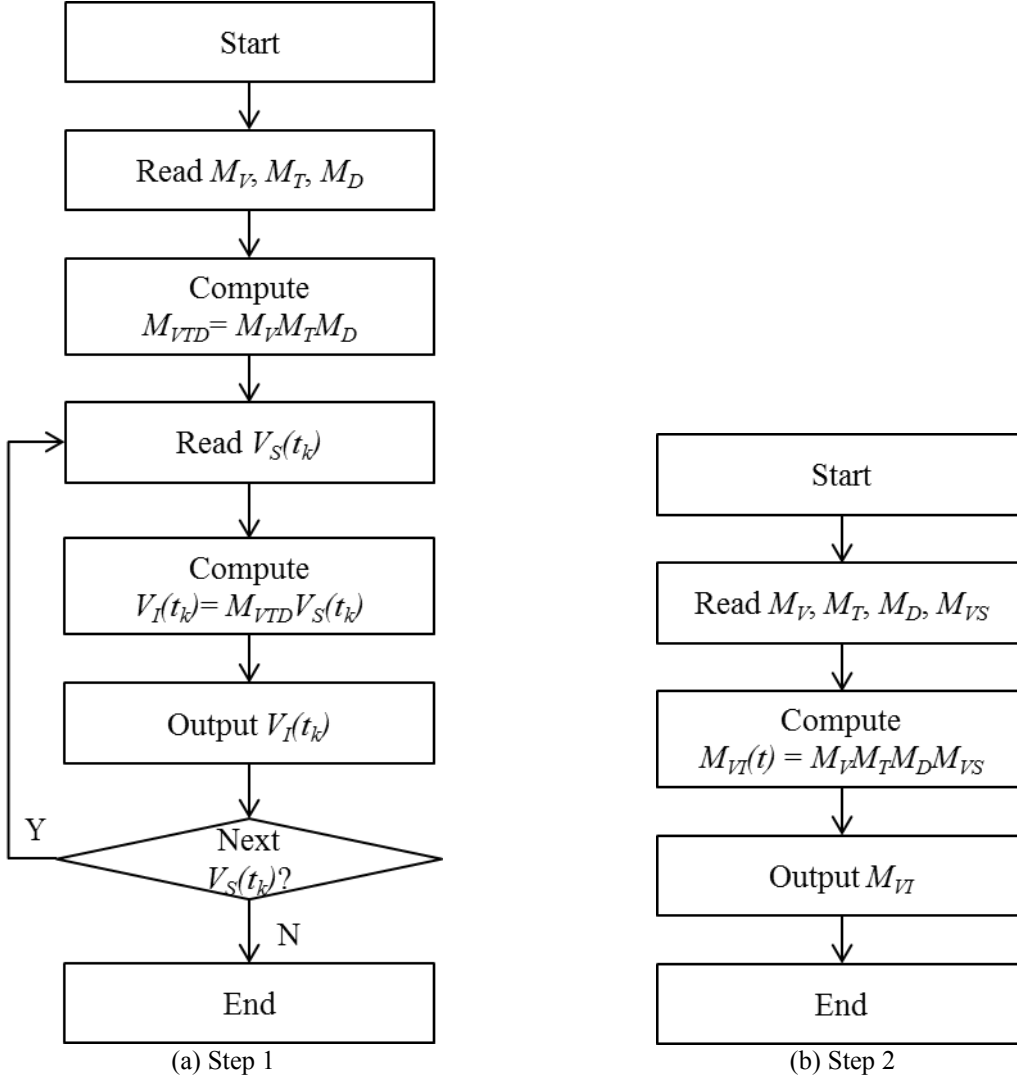 Start
Read M_V, M_T, M_D
Compute
M_VTD= M_VM_TM_D
Read V_S(t_k)
Compute
V_I(t_k)= M_VTDV_S(t_k)
Output V_I(t_k)
Y
Next
V_S(t_k)?
N
End
(a) Step 1
Start
Read M_V, M_T, M_D, M_VS
Compute
M_VI(t) = M_VM_TM_DM_VS
Output M_VI
End
(b) Step 2